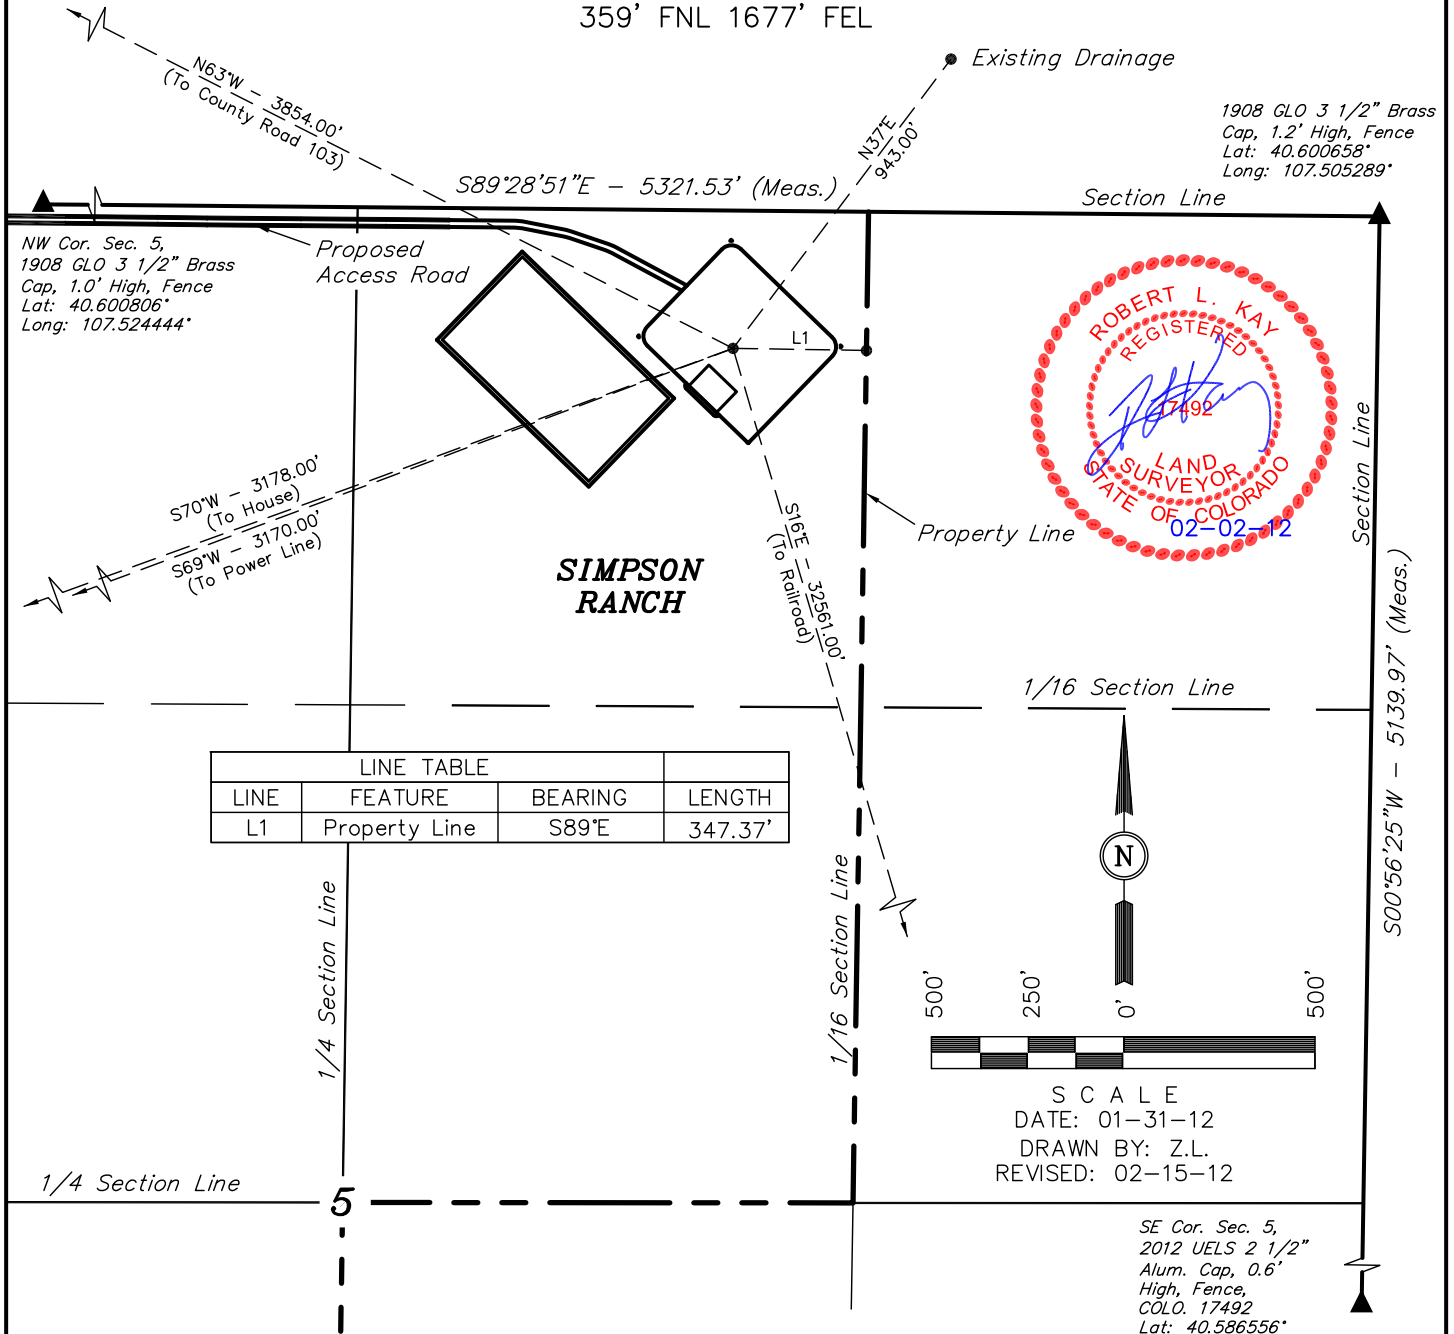 359' FNL 1677' FEL
Existing Drainage
N63°W - 3854.00'
(To County Road 103)
N37°E
943.00'
1908 GLO 3 1/2" Brass
Cap, 1.2' High, Fence
Lat: 40.600658°
Long: 107.505289°
S89°28'51"E - 5321.53' (Meas.)
Section Line
NW Cor. Sec. 5,
1908 GLO 3 1/2" Brass
Cap, 1.0' High, Fence
Lat: 40.600806°
Long: 107.524444°
Proposed
Access Road
L1
ROBERT L. KAY
REGISTERED
17492
LAND
SURVEYOR
STATE OF COLORADO
02-02-12
Section Line
S70°W - 3178.00'
(To House)
S69°W - 3170.00'
(To Power Line)
S16°E - 32561.00'
(To Railroad)
Property Line
SIMPSON
RANCH
S00°56'25"W - 5139.97' (Meas.)
1/16 Section Line
LINE TABLE
LINE FEATURE BEARING LENGTH
L1 Property Line S89°E 347.37'
N
1/4 Section Line
1/16 Section Line
500' 250' 0' 500'
SCALE
DATE: 01-31-12
DRAWN BY: Z.L.
REVISED: 02-15-12
1/4 Section Line
5
SE Cor. Sec. 5,
2012 UELS 2 1/2"
Alum. Cap, 0.6'
High, Fence,
COLO. 17492
Lat: 40.586556°